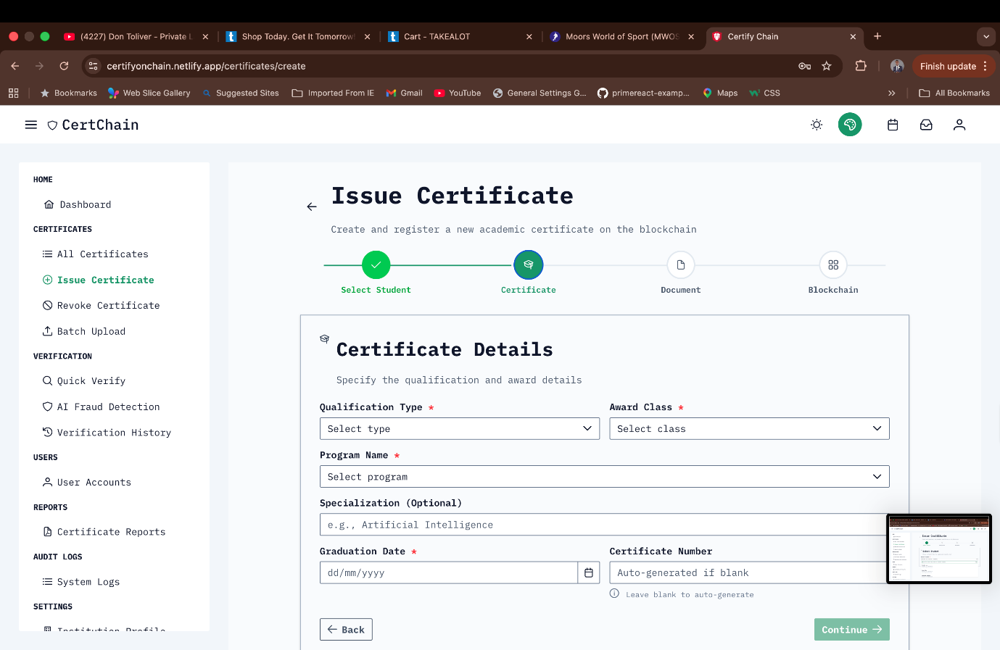 (4227) Don Toliver - Private L
Shop Today. Get It Tomorrow
Cart - TAKEALOT
Moors World of Sport (MWOS
Certify Chain
certifyonchain.netlify.app/certificates/create
Finish update
Bookmarks
Web Slice Gallery
Suggested Sites
Imported From IE
Gmail
YouTube
General Settings G...
primereact-examp...
Maps
CSS
All Bookmarks
CertChain
HOME
Dashboard
CERTIFICATES
All Certificates
Issue Certificate
Revoke Certificate
Batch Upload
VERIFICATION
Quick Verify
AI Fraud Detection
Verification History
USERS
User Accounts
REPORTS
Certificate Reports
AUDIT LOGS
System Logs
SETTINGS
Institution Profile
Issue Certificate
Create and register a new academic certificate on the blockchain
Select Student
Certificate
Document
Blockchain
Certificate Details
Specify the qualification and award details
Qualification Type *
Award Class *
Select type
Select class
Program Name *
Select program
Specialization (Optional)
e.g., Artificial Intelligence
Graduation Date *
Certificate Number
dd/mm/yyyy
Auto-generated if blank
Leave blank to auto-generate
Back
Continue
Issue Certificate
Select Student